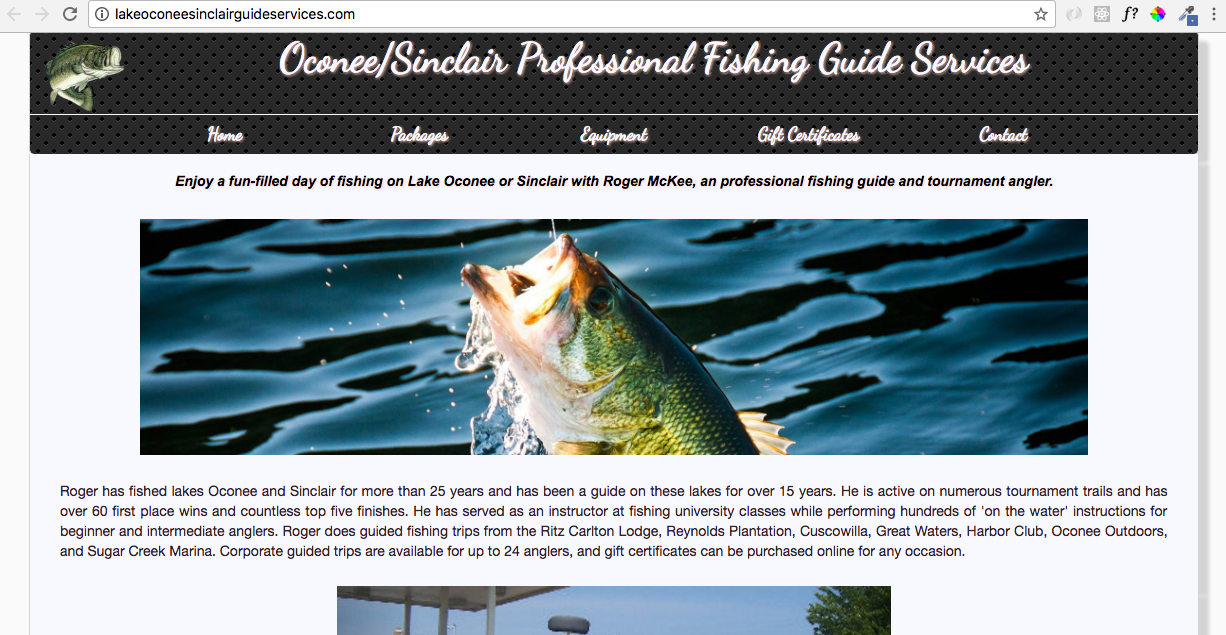 lakeoconeesinclairguideservices.com
f?
Oconee/Sinclair Professional Fishing Guide Services
Home Packages Equipment Gift Certificates Contact
Enjoy a fun-filled day of fishing on Lake Oconee or Sinclair with Roger McKee, an professional fishing guide and tournament angler.
Roger has fished lakes Oconee and Sinclair for more than 25 years and has been a guide on these lakes for over 15 years. He is active on numerous tournament trails and has
over 60 first place wins and countless top five finishes. He has served as an instructor at fishing university classes while performing hundreds of 'on the water' instructions for
beginner and intermediate anglers. Roger does guided fishing trips from the Ritz Carlton Lodge, Reynolds Plantation, Cuscowilla, Great Waters, Harbor Club, Oconee Outdoors,
and Sugar Creek Marina. Corporate guided trips are available for up to 24 anglers, and gift certificates can be purchased online for any occasion.